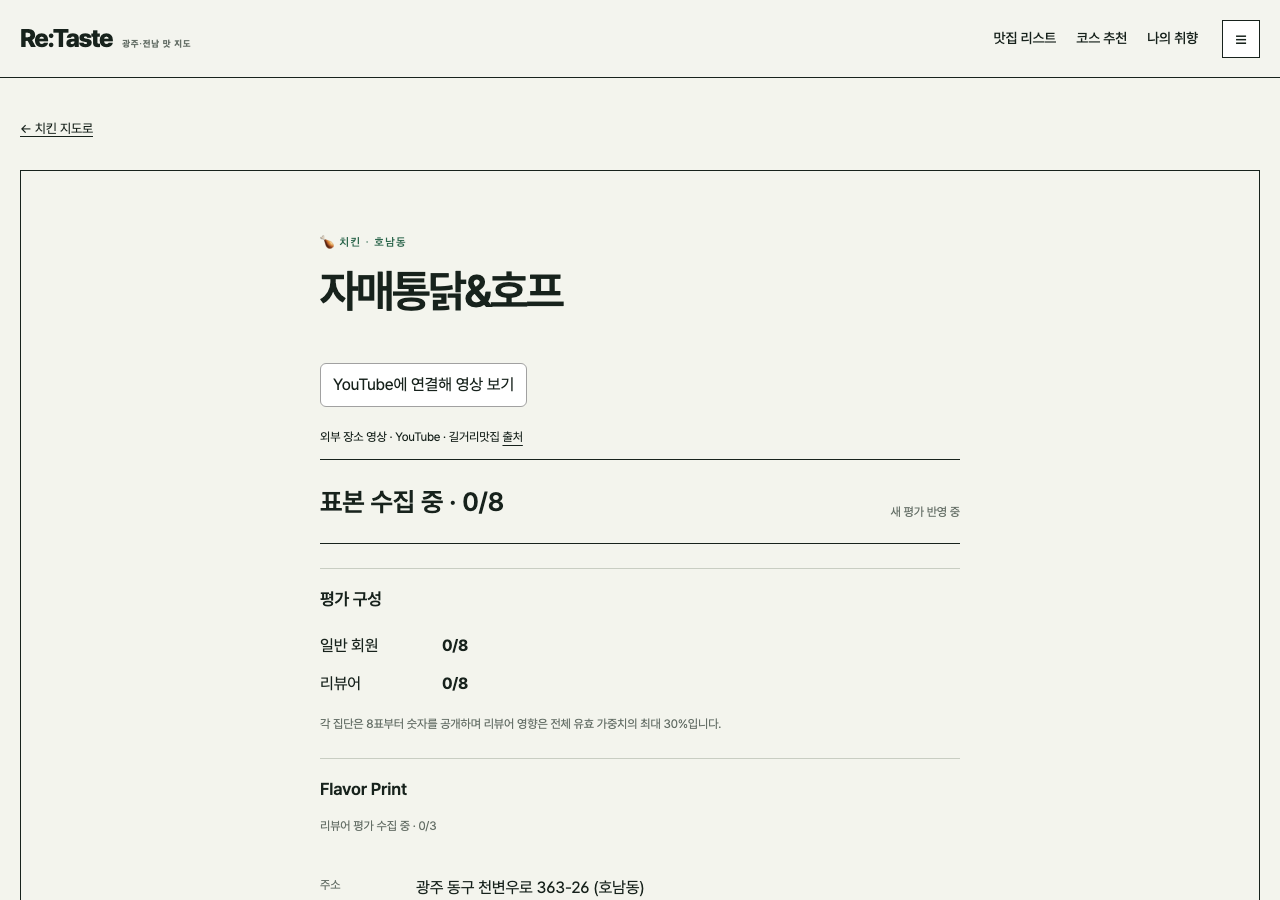 Re:Taste 광주·전남 맛 지도
맛집 리스트 코스 추천 나의 취향
← 치킨 지도로
치킨 · 호남동
자매통닭&호프
YouTube에 연결해 영상 보기
외부 장소 영상 · YouTube · 길거리맛집 출처
표본 수집 중 · 0/8
새 평가 반영 중
평가 구성
일반 회원 0/8
리뷰어 0/8
각 집단은 8표부터 숫자를 공개하며 리뷰어 영향은 전체 유효 가중치의 최대 30%입니다.
Flavor Print
리뷰어 평가 수집 중 · 0/3
주소 광주 동구 천변우로 363-26 (호남동)